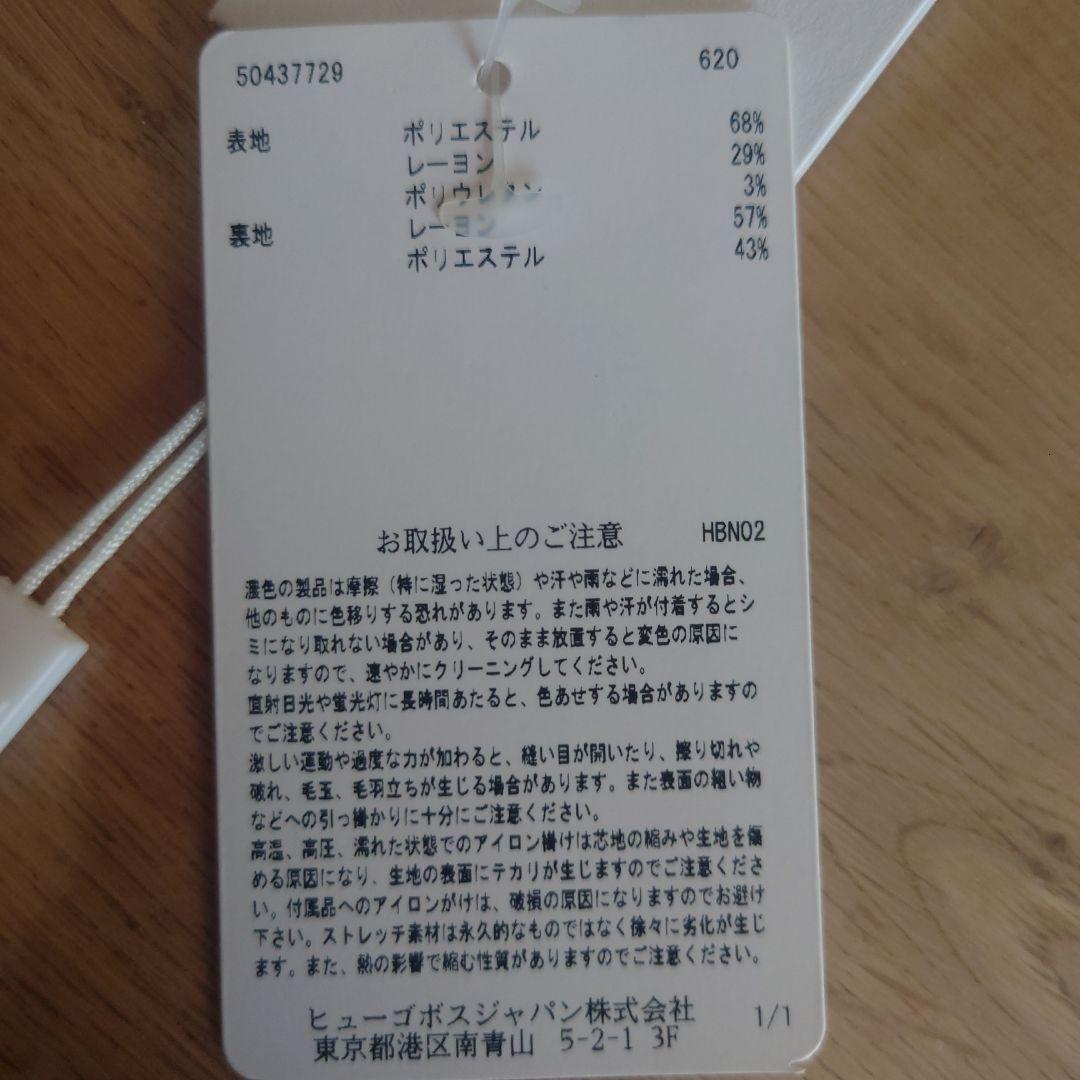 50437729 620
表地 ポリエステル 68%
レーヨン 29%
ポリウレタン 3%
裏地 レーヨン 57%
ポリエステル 43%
お取扱い上のご注意 HBN02
濃色の製品は摩擦（特に湿った状態）や汗や雨などに濡れた場合、
他のものに色移りする恐れがあります。また雨や汗が付着するとシ
ミになり取れない場合があり、そのまま放置すると変色の原因に
なりますので、速やかにクリーニングしてください。
直射日光や蛍光灯に長時間あたると、色あせする場合がありますの
でご注意ください。
激しい運動や過度な力が加わると、縫い目が開いたり、擦り切れや
破れ、毛玉、毛羽立ちが生じる場合があります。また表面の粗い物
などへの引っ掛かりに十分にご注意ください。
高温、高圧、濡れた状態でのアイロン掛けは芯地の縮みや生地を傷
める原因になり、生地の表面にテカリが生じますのでご注意くださ
い。付属品へのアイロンがけは、破損の原因になりますのでお避け
下さい。ストレッチ素材は永久的なものではなく徐々に劣化が生じ
ます。また、熱の影響で縮む性質がありますのでご注意ください。
ヒューゴボスジャパン株式会社 1/1
東京都港区南青山 5-2-1 3F